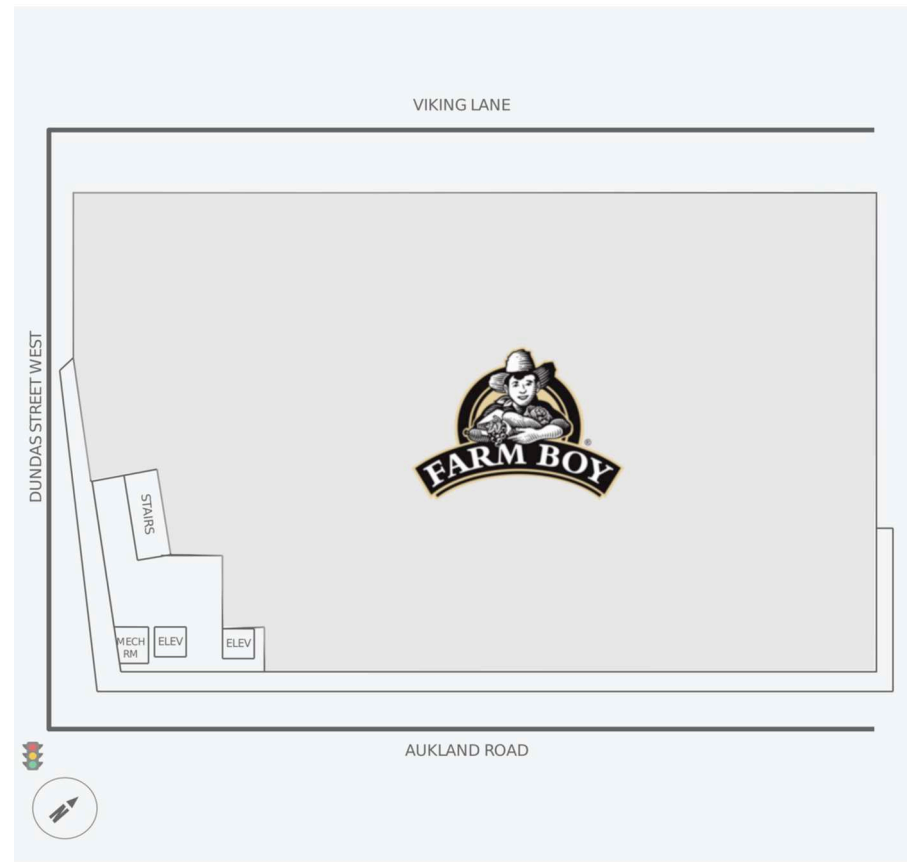 VIKING LANE
DUNDAS STREET WEST
FARM BOY
®
STAIRS
MECH
RM
ELEV
ELEV
AUKLAND ROAD
N